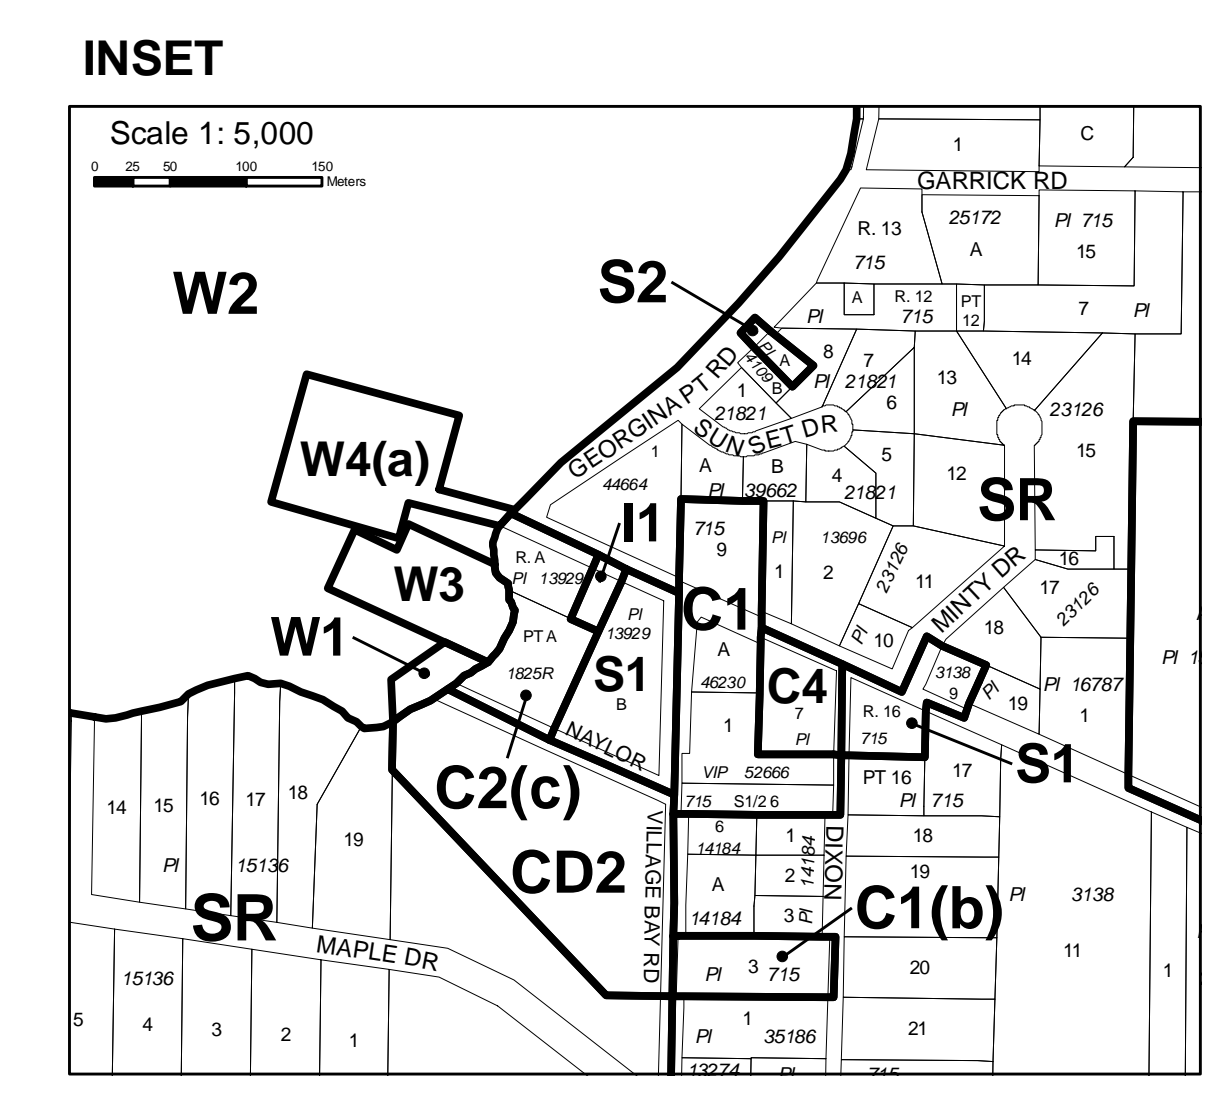 INSET
Scale 1: 5,000
0 25 50 100 150
Meters
1
C
GARRICK RD
R. 13
715
25172
A
Pl 715
15
W2
S2
A
R. 12
715
PT
12
7
Pl
Pl
Pl
A
4109
B
8
Pl
7
21821
6
13
Pl
14
23126
15
GEORGINA PT RD
1
21821
SUNSET DR
1
44664
A
Pl
B
39662
4
21821
5
12
SR
W4(a)
I1
715
9
Pl
1
13696
2
23126
11
MINTY DR
16
17
23126
R. A
Pl 13929
W3
C1
Pl
10
18
W1
PT A
1825R
Pl
13929
S1
B
A
46230
C4
7
Pl
3138
9
Pl
19
Pl 16787
1
Pl
R. 16
715
NAYLOR
1
VIP 52666
S1
C2(c)
715 S1/2 6
PT 16
Pl
17
715
14
15
16
17
18
19
Pl
15136
CD2
VILLAGE BAY RD
6
14184
1
14184
DIXON
18
A
14184
2
3
Pl
19
Pl
3138
11
C1(b)
SR
MAPLE DR
Pl
3
715
20
1
15136
5
4
3
2
1
1
Pl
35186
21
13274
Pl
715